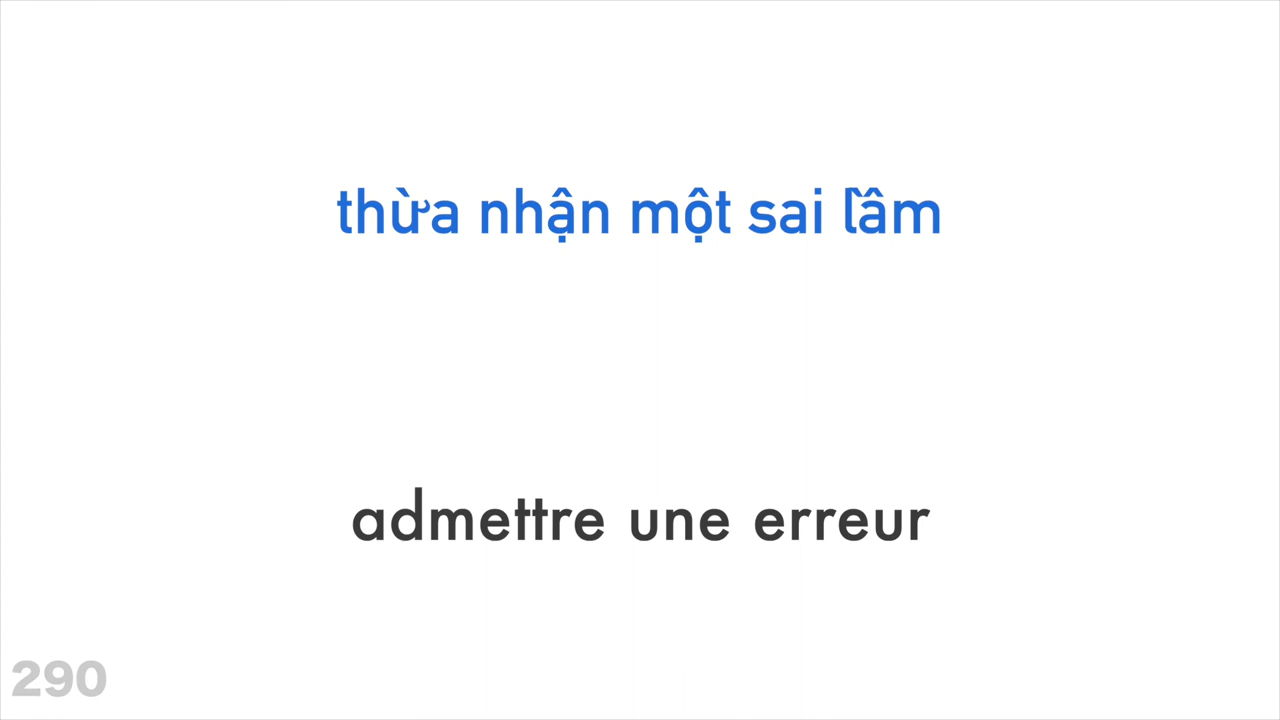 thừa nhận một sai lầm
admettre une erreur
290